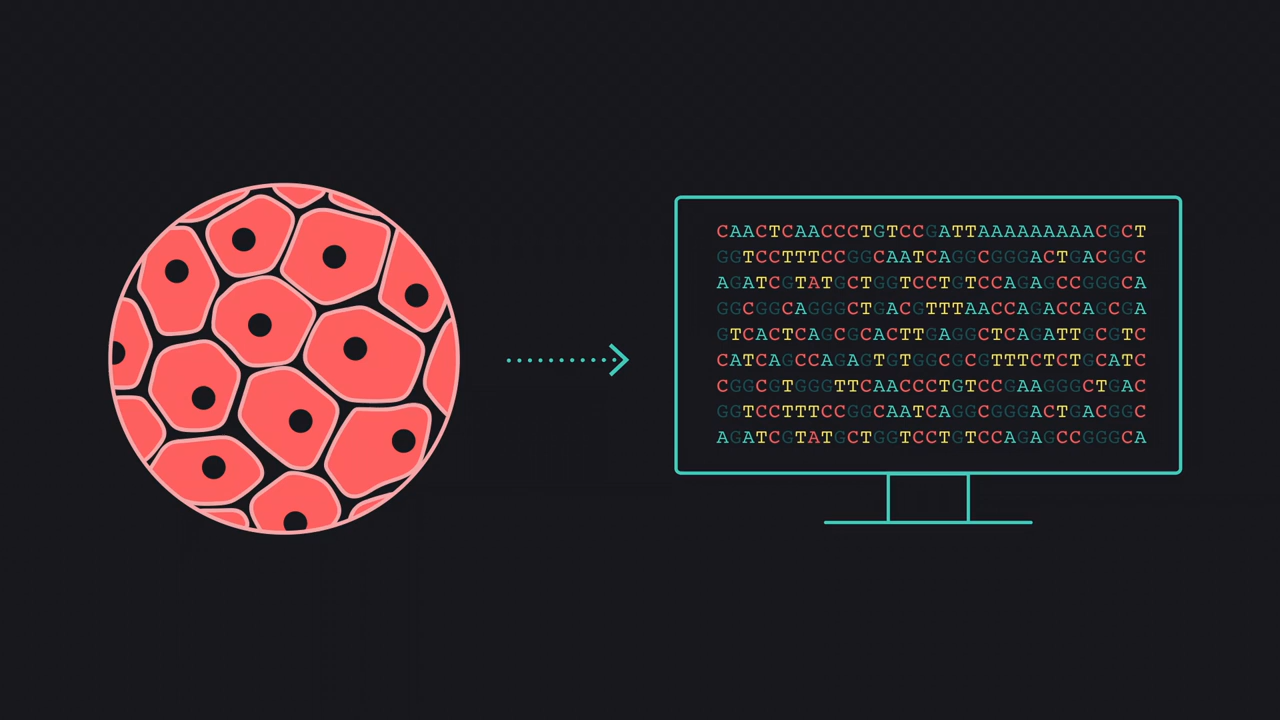 CAACTCAACCCTGTCCGATTAAAAAAAAACGCT
GGTCCTTTCCGGCAATCAGGCGGGACTGACGGC
AGATCGTATGCTGGTCCTGTCCAGAGCCGGGCA
GGCGGCAGGGCTGACGTTTAACCAGACCAGCGA
GTCACTCAGCGCACTTGAGGCTCAGATTGCGTC
CATCAGCCAGAGTGTGGCGCGTTTCTCTGCATC
CGGCGTGGGTTCAACCCTGTCCGAAGGGCTGAC
GGTCCTTTCCGGCAATCAGGCGGGACTGACGGC
AGATCGTATGCTGGTCCTGTCCAGAGCCGGGCA